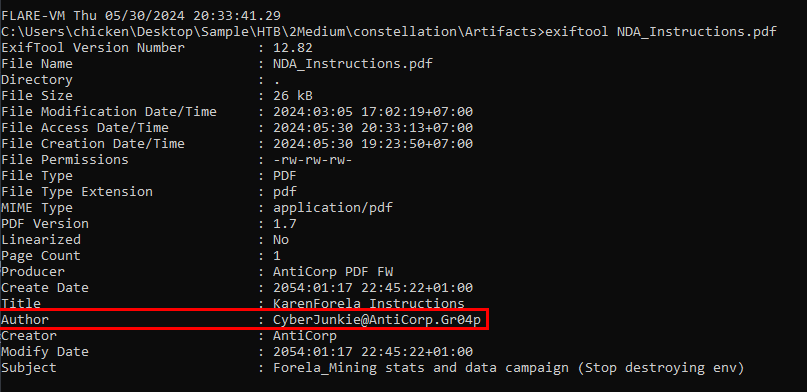 FLARE-VM Thu 05/30/2024 20:33:41.29
C:\Users\chicken\Desktop\Sample\HTB\2Medium\constellation\Artifacts>exiftool NDA_Instructions.pdf
ExifTool Version Number : 12.82
File Name : NDA_Instructions.pdf
Directory : .
File Size : 26 kB
File Modification Date/Time : 2024:03:05 17:02:19+07:00
File Access Date/Time : 2024:05:30 20:33:13+07:00
File Creation Date/Time : 2024:05:30 19:23:50+07:00
File Permissions : -rw-rw-rw-
File Type : PDF
File Type Extension : pdf
MIME Type : application/pdf
PDF Version : 1.7
Linearized : No
Page Count : 1
Producer : AntiCorp PDF FW
Create Date : 2054:01:17 22:45:22+01:00
Title : KarenForela_Instructions
Author : CyberJunkie@AntiCorp.Gr04p
Creator : AntiCorp
Modify Date : 2054:01:17 22:45:22+01:00
Subject : Forela_Mining stats and data campaign (Stop destroying env)